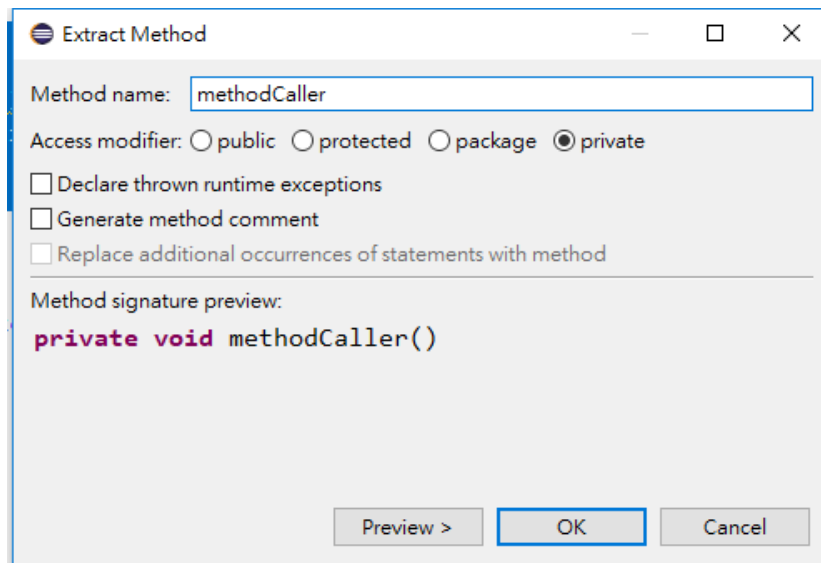 Extract Method
Method name: methodCaller
Access modifier: public protected package private
Declare thrown runtime exceptions
Generate method comment
Replace additional occurrences of statements with method
Method signature preview:
private void methodCaller()
Preview > OK Cancel